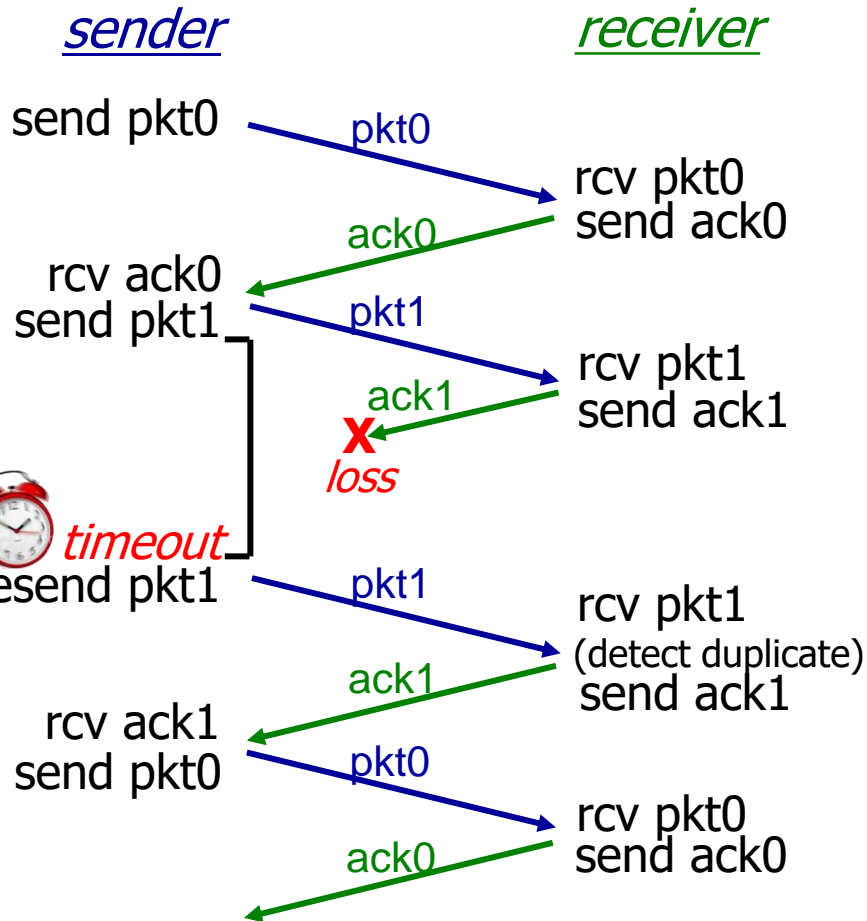 sender
receiver
send pkt0
pkt0
rcv pkt0
send ack0
ack0
rcv ack0
send pkt1
pkt1
rcv pkt1
send ack1
ack1
X
loss
timeout
esend pkt1
pkt1
rcv pkt1
(detect duplicate)
send ack1
ack1
rcv ack1
send pkt0
pkt0
rcv pkt0
send ack0
ack0